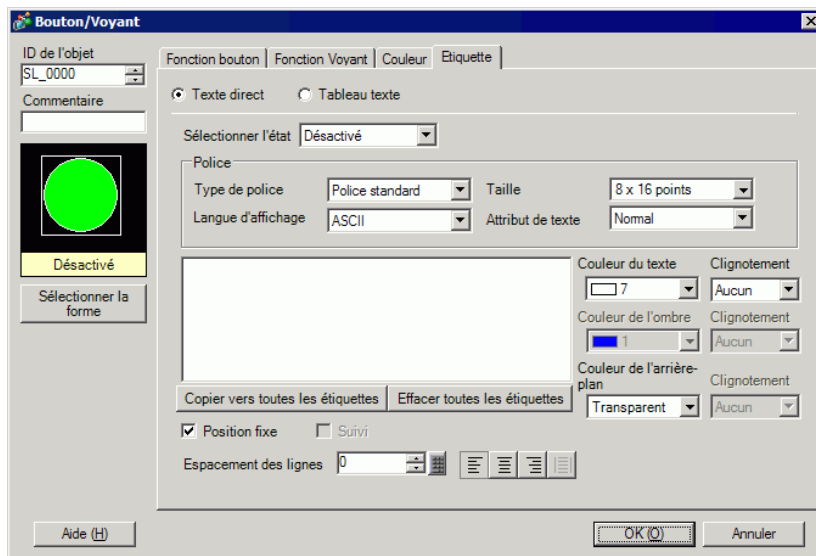 Bouton/Voyant
ID de l'objet
SL_0000
Commentaire
Désactivé
Sélectionner la
forme
Fonction bouton Fonction Voyant Couleur Etiquette
Texte direct Tableau texte
Sélectionner l'état Désactivé
Police
Type de police Police standard Taille 8 x 16 points
Langue d'affichage ASCII Attribut de texte Normal
Couleur du texte Clignotement
7 Aucun
Couleur de l'ombre Clignotement
1 Aucun
Couleur de l'arrière-
plan Clignotement
Transparent Aucun
Copier vers toutes les étiquettes Effacer toutes les étiquettes
Position fixe Suivi
Espacement des lignes 0
Aide (H) OK (O) Annuler